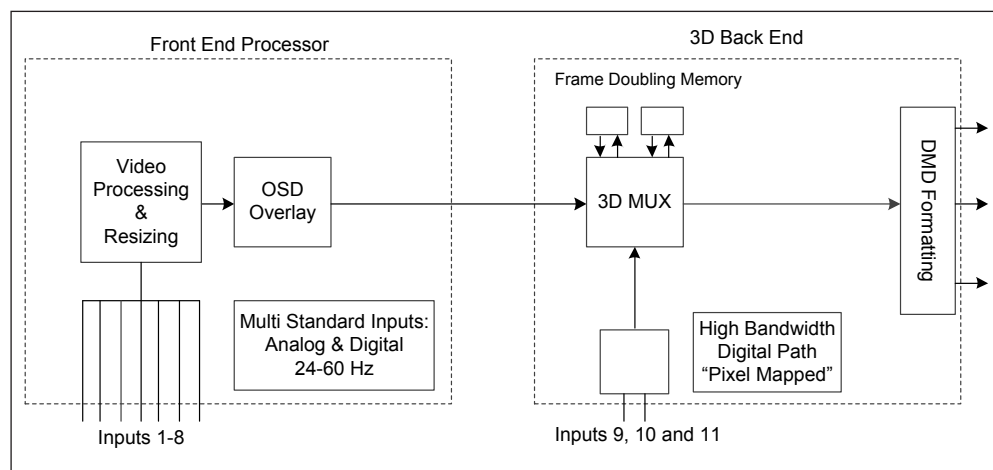 Front End Processor
3D Back End
Frame Doubling Memory
Video
Processing
&
Resizing
OSD
Overlay
3D MUX
DMD Formatting
Multi Standard Inputs:
Analog & Digital
24-60 Hz
High Bandwidth
Digital Path
“Pixel Mapped”
Inputs 1-8
Inputs 9, 10 and 11